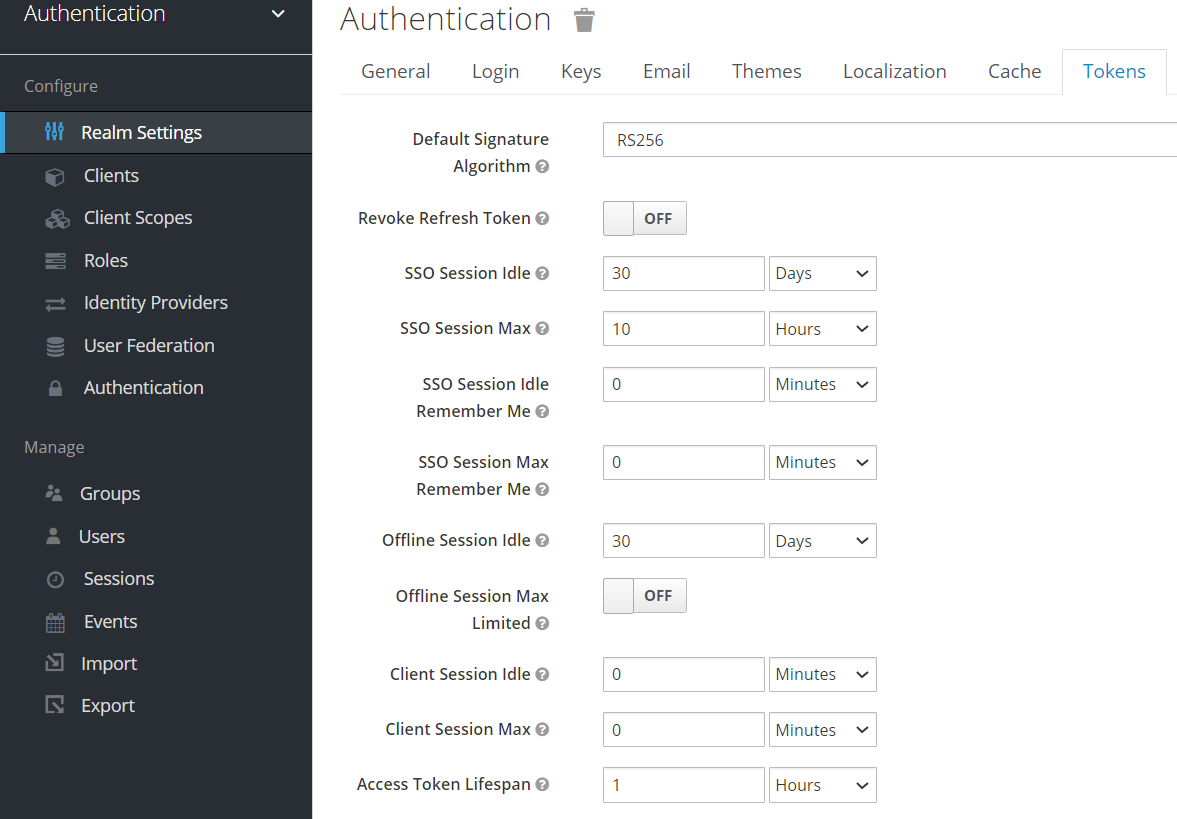 Authentication
Configure
Realm Settings
Clients
Client Scopes
Roles
Identity Providers
User Federation
Authentication
Manage
Groups
Users
Sessions
Events
Import
Export
Authentication
General Login Keys Email Themes Localization Cache Tokens
Default Signature
Algorithm ?
RS256
Revoke Refresh Token ? OFF
SSO Session Idle ? 30 Days
SSO Session Max ? 10 Hours
SSO Session Idle
Remember Me ?
0 Minutes
SSO Session Max
Remember Me ?
0 Minutes
Offline Session Idle ? 30 Days
Offline Session Max
Limited ?
OFF
Client Session Idle ? 0 Minutes
Client Session Max ? 0 Minutes
Access Token Lifespan ? 1 Hours